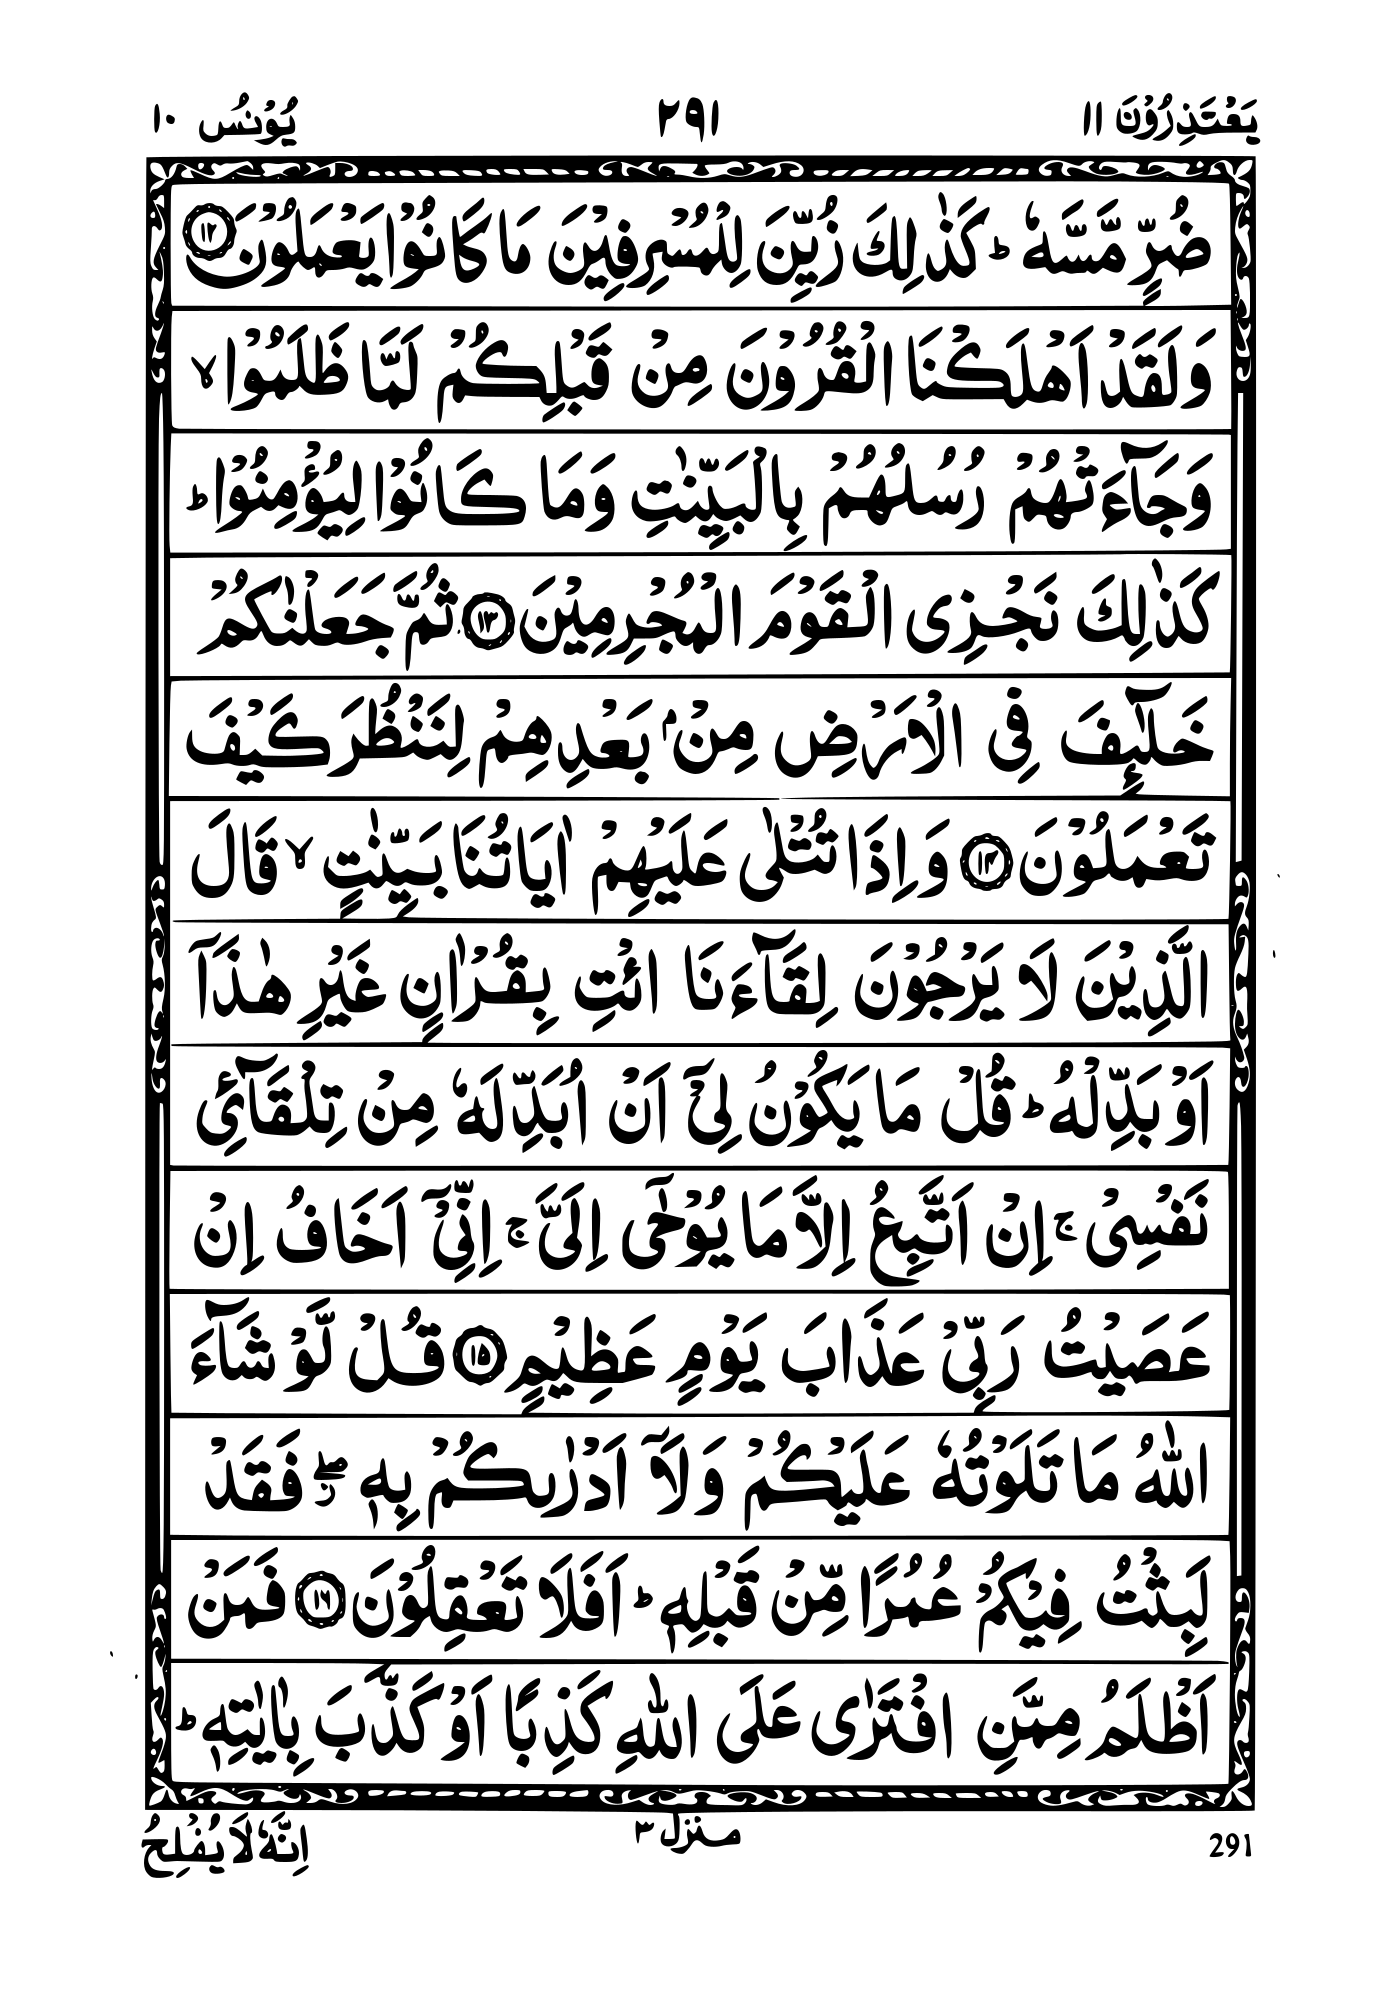 يَعْتَذِرُوْنَ ١١
٢٩١
يُوْنُس ١٠
ضُرٍّ مَّسَّهٗ ؕ كَذٰلِكَ زُيِّنَ لِلْمُسْرِفِيْنَ مَا كَانُوْا يَعْمَلُوْنَ ﴿١٢﴾
وَلَقَدْ اَهْلَكْنَا الْقُرُوْنَ مِنْ قَبْلِكُمْ لَمَّا ظَلَمُوْا ۙ
وَجَآءَتْهُمْ رُسُلُهُمْ بِالْبَيِّنٰتِ وَمَا كَانُوْا لِيُؤْمِنُوْا ؕ
كَذٰلِكَ نَجْزِى الْقَوْمَ الْمُجْرِمِيْنَ ﴿١٣﴾ ثُمَّ جَعَلْنٰكُمْ
خَلٰٓئِفَ فِى الْاَرْضِ مِنْۢ بَعْدِهِمْ لِنَنْظُرَ كَيْفَ
تَعْمَلُوْنَ ﴿١٤﴾ وَاِذَا تُتْلٰى عَلَيْهِمْ اٰيَاتُنَا بَيِّنٰتٍ ۙ قَالَ
الَّذِيْنَ لَا يَرْجُوْنَ لِقَآءَنَا ائْتِ بِقُرْاٰنٍ غَيْرِ هٰذَاۤ
اَوْ بَدِّلْهُ ؕ قُلْ مَا يَكُوْنُ لِىْۤ اَنْ اُبَدِّلَهٗ مِنْ تِلْقَآئِ
نَفْسِىْ ۚ اِنْ اَتَّبِعُ اِلَّا مَا يُوْحٰۤى اِلَىَّ ۚ اِنِّىْۤ اَخَافُ اِنْ
عَصَيْتُ رَبِّىْ عَذَابَ يَوْمٍ عَظِيْمٍ ﴿١٥﴾ قُلْ لَّوْ شَآءَ
اللّٰهُ مَا تَلَوْتُهٗ عَلَيْكُمْ وَلَاۤ اَدْرٰىكُمْ بِهٖ ۖز فَقَدْ
لَبِثْتُ فِيْكُمْ عُمُرًا مِّنْ قَبْلِهٖ ؕ اَفَلَا تَعْقِلُوْنَ ﴿١٦﴾ فَمَنْ
اَظْلَمُ مِمَّنِ افْتَرٰى عَلَى اللّٰهِ كَذِبًا اَوْ كَذَّبَ بِاٰيٰتِهٖ ؕ
اِنَّهٗ لَا يُفْلِحُ
منزل ٣
291